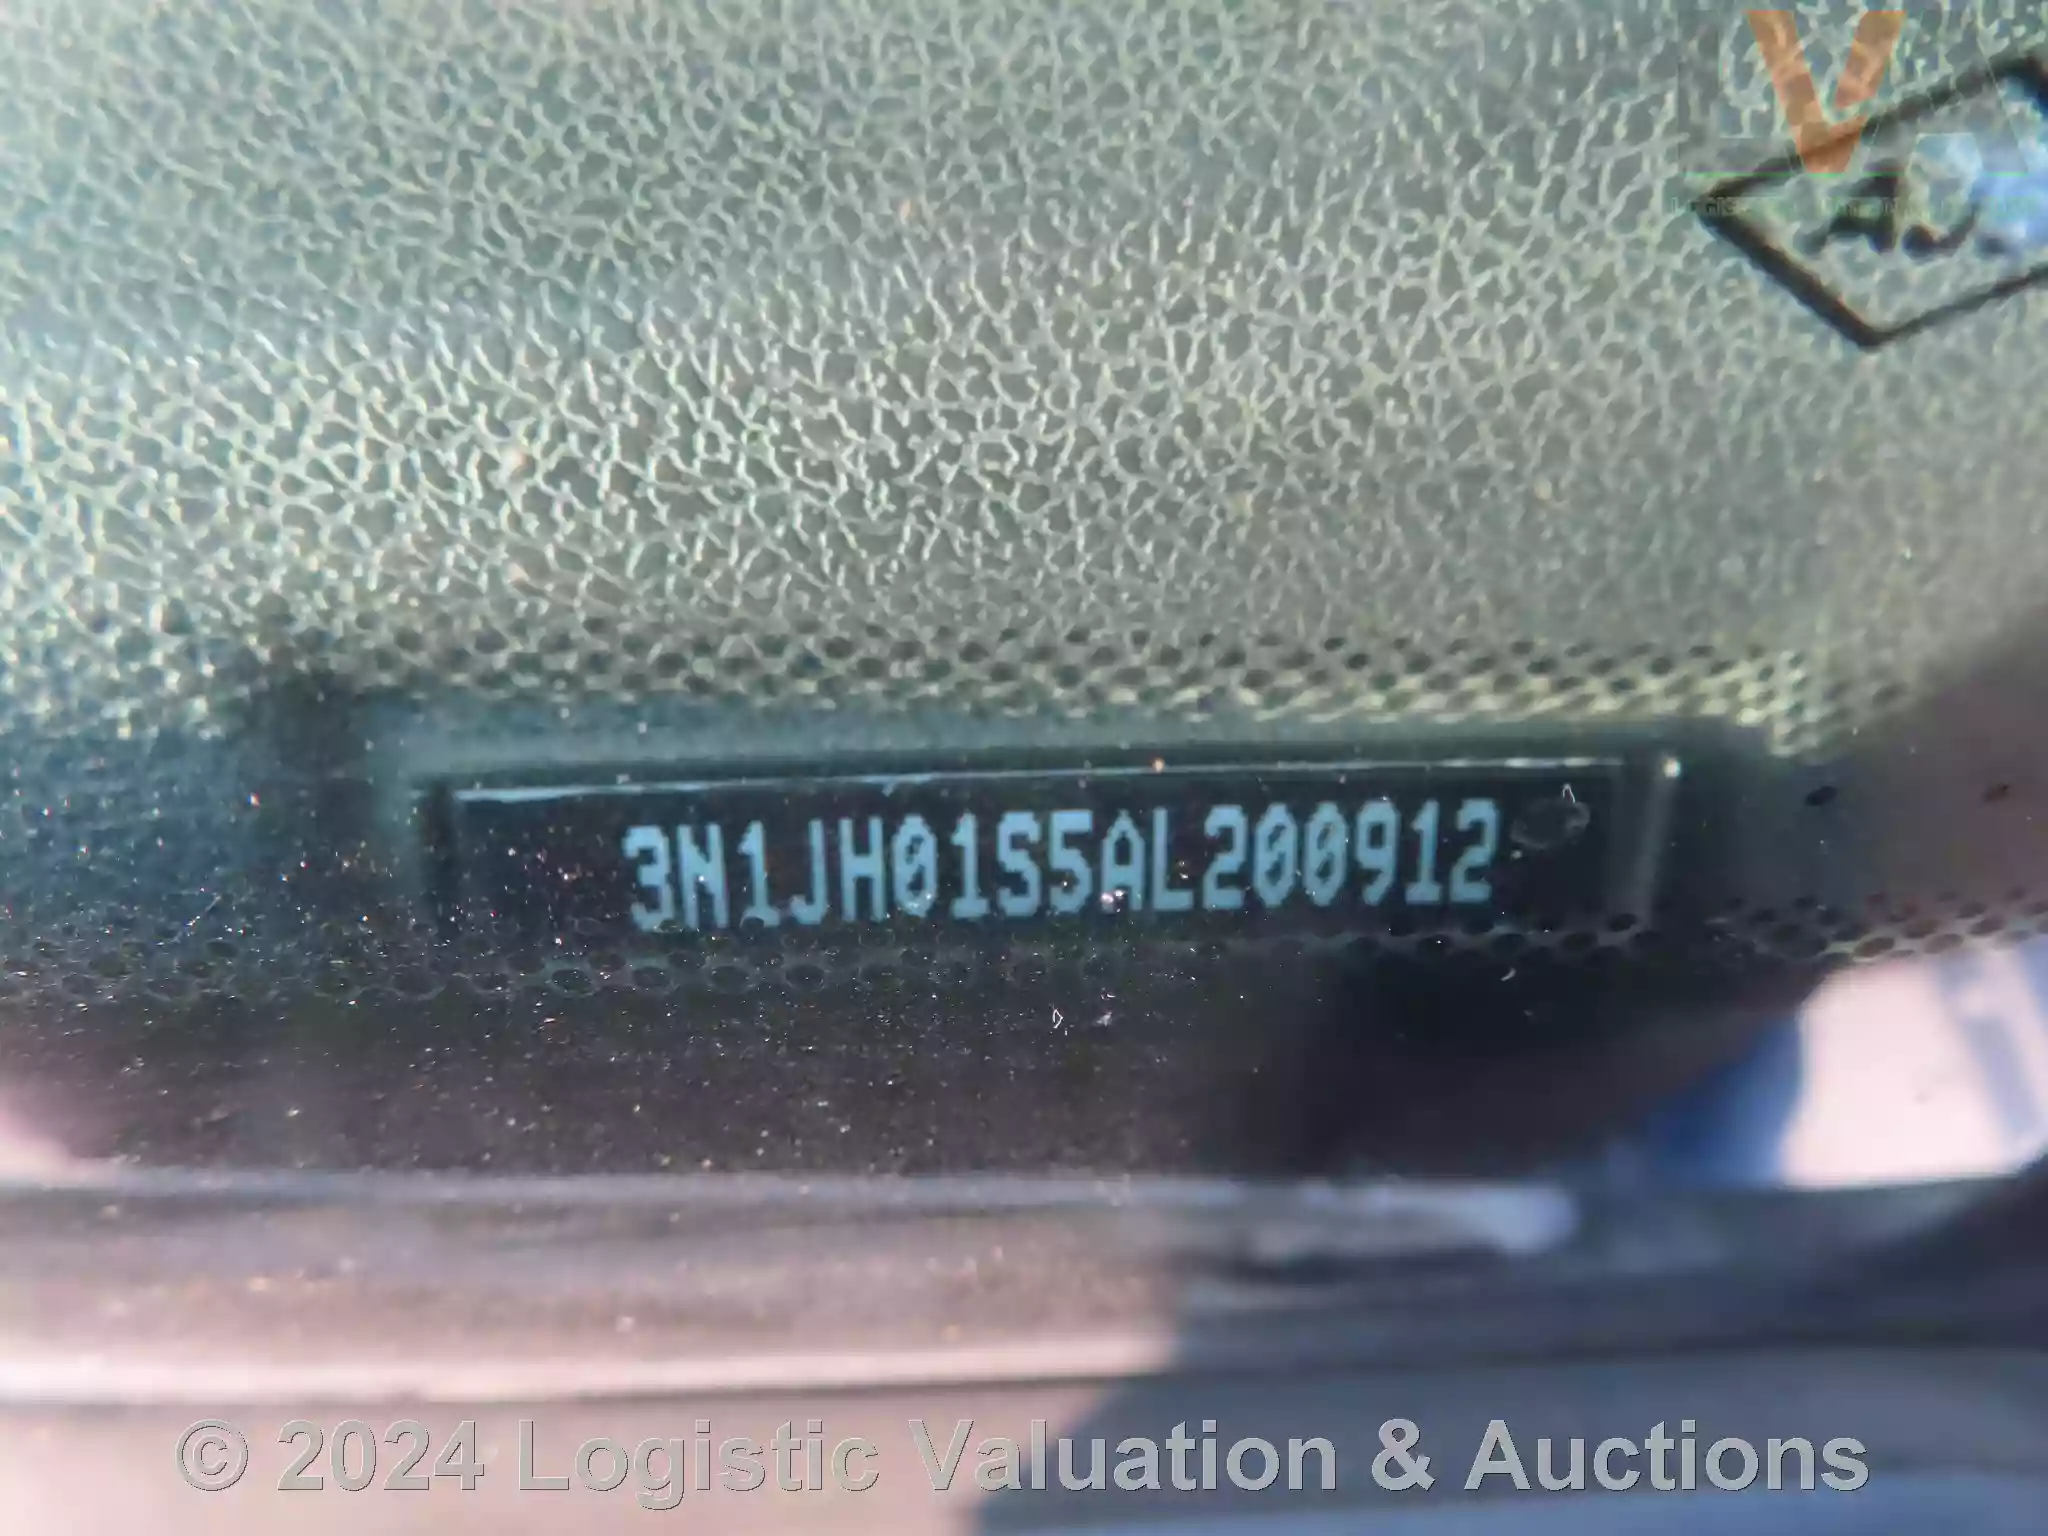 3N1JH01S5AL200912
© 2024 Logistic Valuation & Auctions